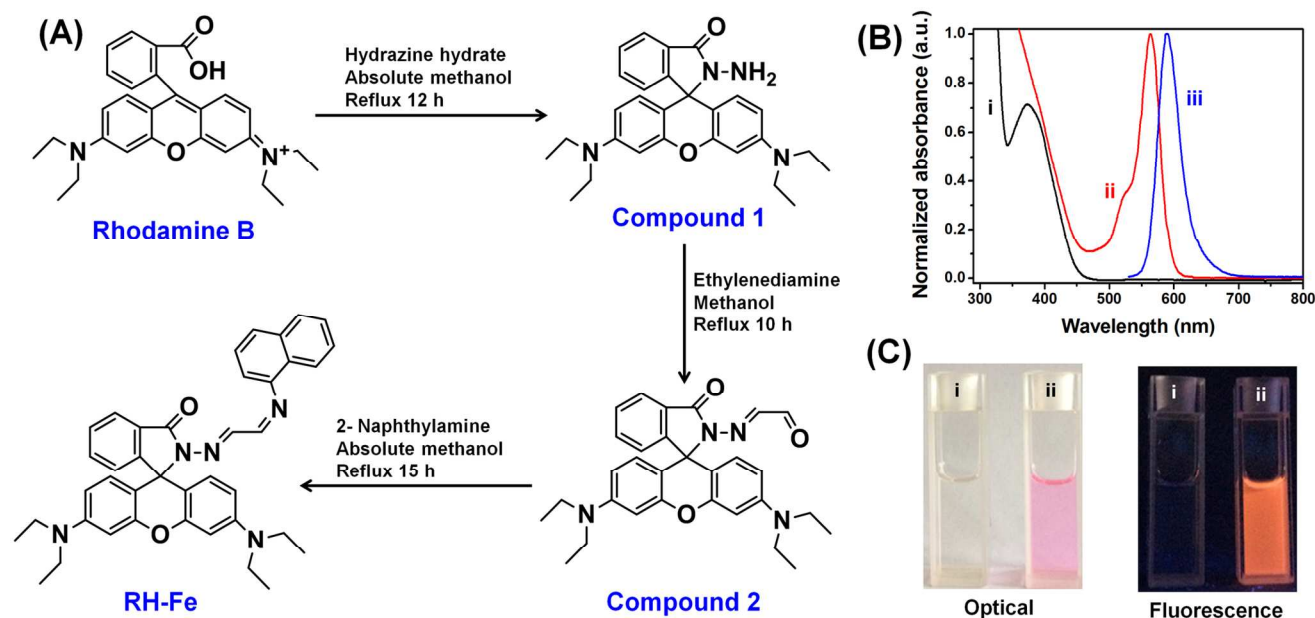 (A)
O
OH
N
O
N⁺
Rhodamine B
Hydrazine hydrate
Absolute methanol
Reflux 12 h
O
N-NH₂
N
O
N
Compound 1
Ethylenediamine
Methanol
Reflux 10 h
O
N-N
O
N
O
N
Compound 2
2- Naphthylamine
Absolute methanol
Reflux 15 h
N
O
N-N
N
O
N
RH-Fe
(B)
Normalized absorbance (a.u.)
1.0
0.8
0.6
0.4
0.2
0.0
i
ii
iii
300 400 500 600 700 800
Wavelength (nm)
(C)
i ii
Optical
i ii
Fluorescence